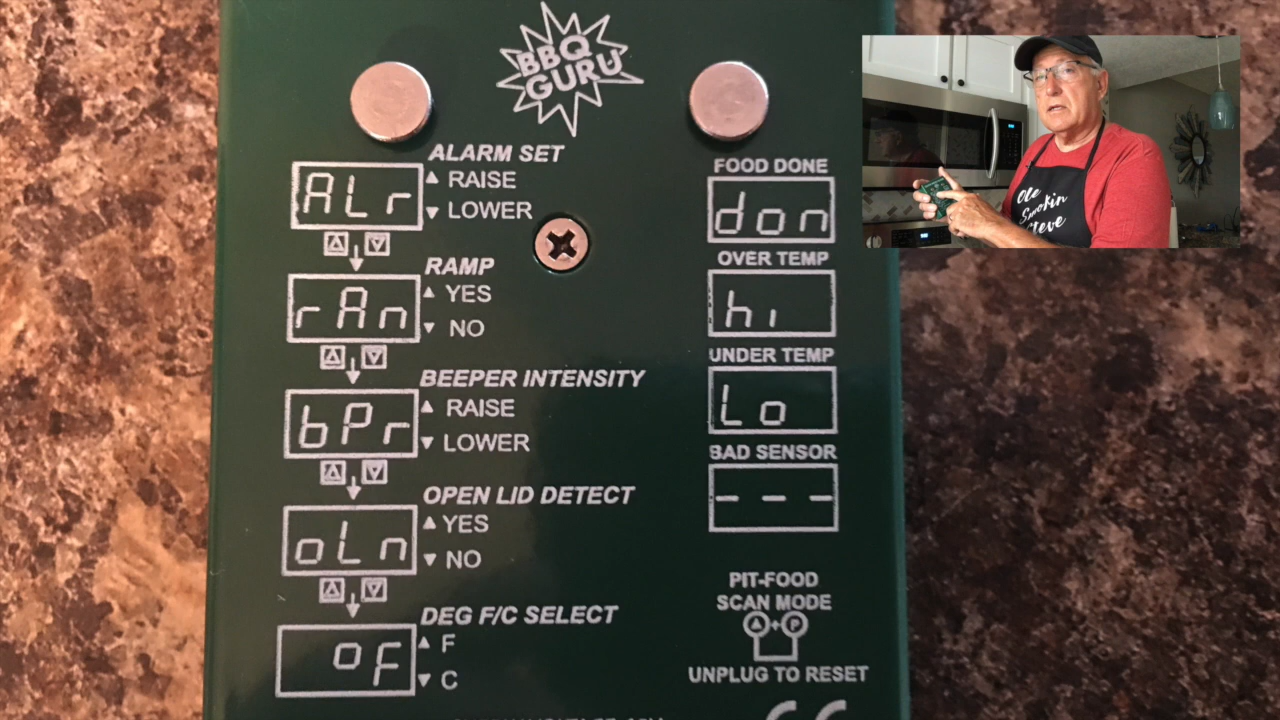 BBQ
GURU
ALARM SET
ALr
▲ RAISE
▼ LOWER
RAMP
rAn
▲ YES
▼ NO
BEEPER INTENSITY
bPr
▲ RAISE
▼ LOWER
OPEN LID DETECT
oLn
▲ YES
▼ NO
DEG F/C SELECT
oF
▲ F
▼ C
FOOD DONE
don
OVER TEMP
hı
UNDER TEMP
Lo
BAD SENSOR
- - -
PIT-FOOD
SCAN MODE
▲ + P
UNPLUG TO RESET
CE
Ole
Smokin
Steve